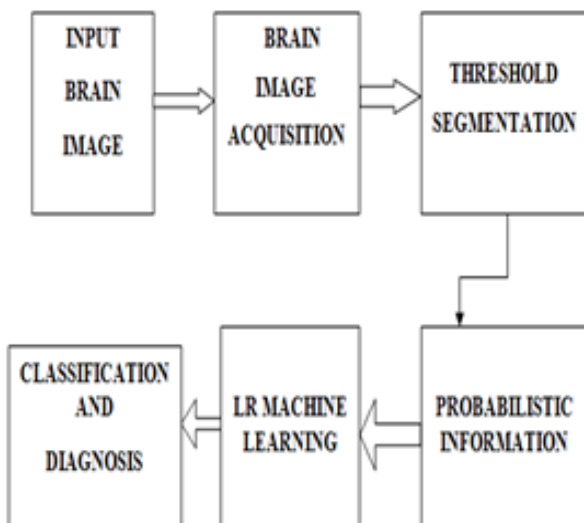 INPUT
BRAIN
IMAGE
BRAIN
IMAGE
ACQUISITION
THRESHOLD
SEGMENTATION
PROBABILISTIC
INFORMATION
LR MACHINE
LEARNING
CLASSIFICATION
AND
DIAGNOSIS